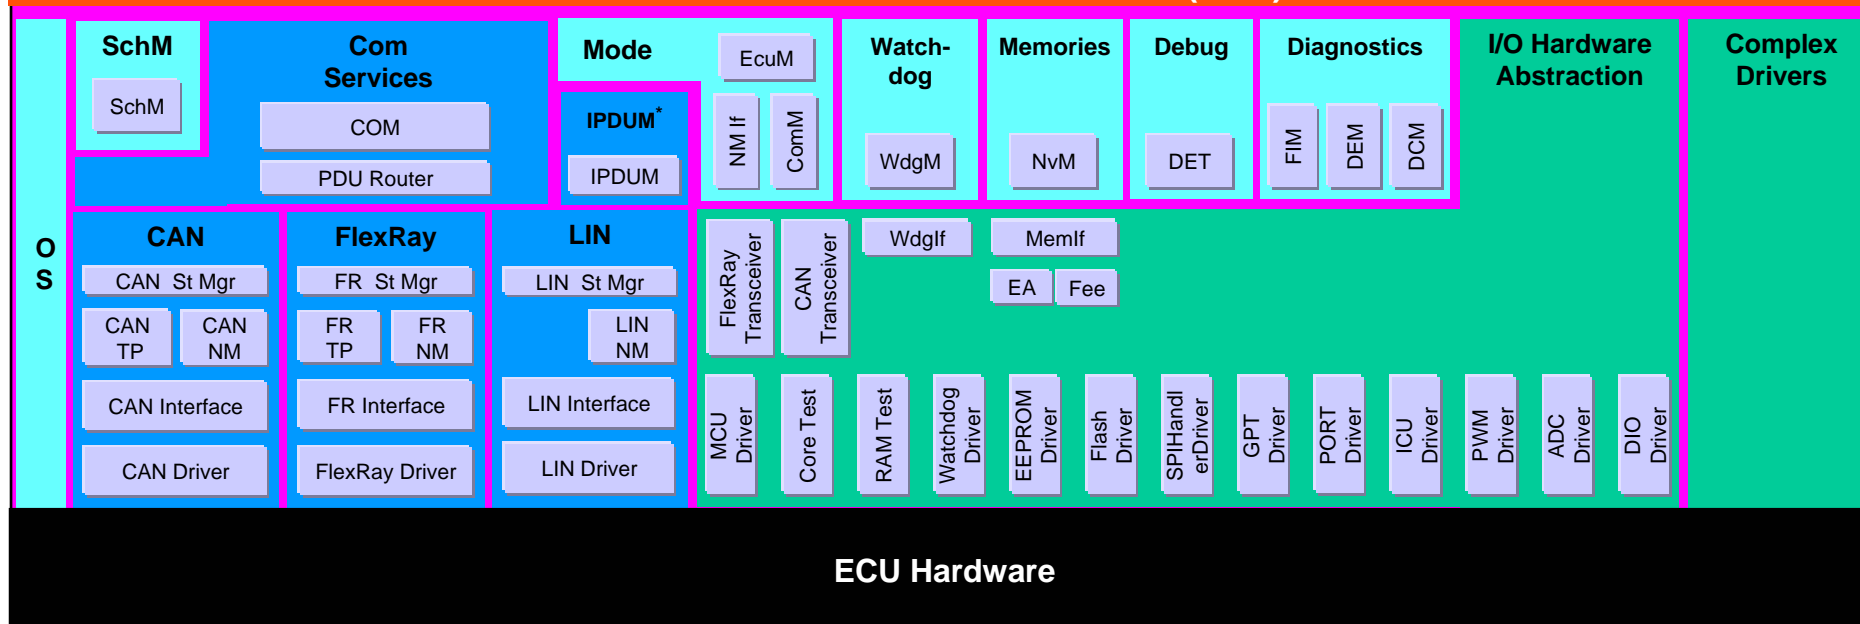 SchM
SchM
Com
Services
COM
PDU Router
Mode
EcuM
IPDUM*
IPDUM
NM If
ComM
Watch-
dog
WdgM
Memories
NvM
Debug
DET
Diagnostics
FIM
DEM
DCM
I/O Hardware
Abstraction
Complex
Drivers
O
S
CAN
CAN St Mgr
CAN
TP
CAN
NM
CAN Interface
CAN Driver
FlexRay
FR St Mgr
FR
TP
FR
NM
FR Interface
FlexRay Driver
LIN
LIN St Mgr
LIN
NM
LIN Interface
LIN Driver
FlexRay
Transceiver
CAN
Transceiver
WdgIf
MemIf
EA
Fee
MCU
Driver
Core Test
RAM Test
Watchdog
Driver
EEPROM
Driver
Flash
Driver
SPIHandl
erDriver
GPT
Driver
PORT
Driver
ICU
Driver
PWM
Driver
ADC
Driver
DIO
Driver
ECU Hardware